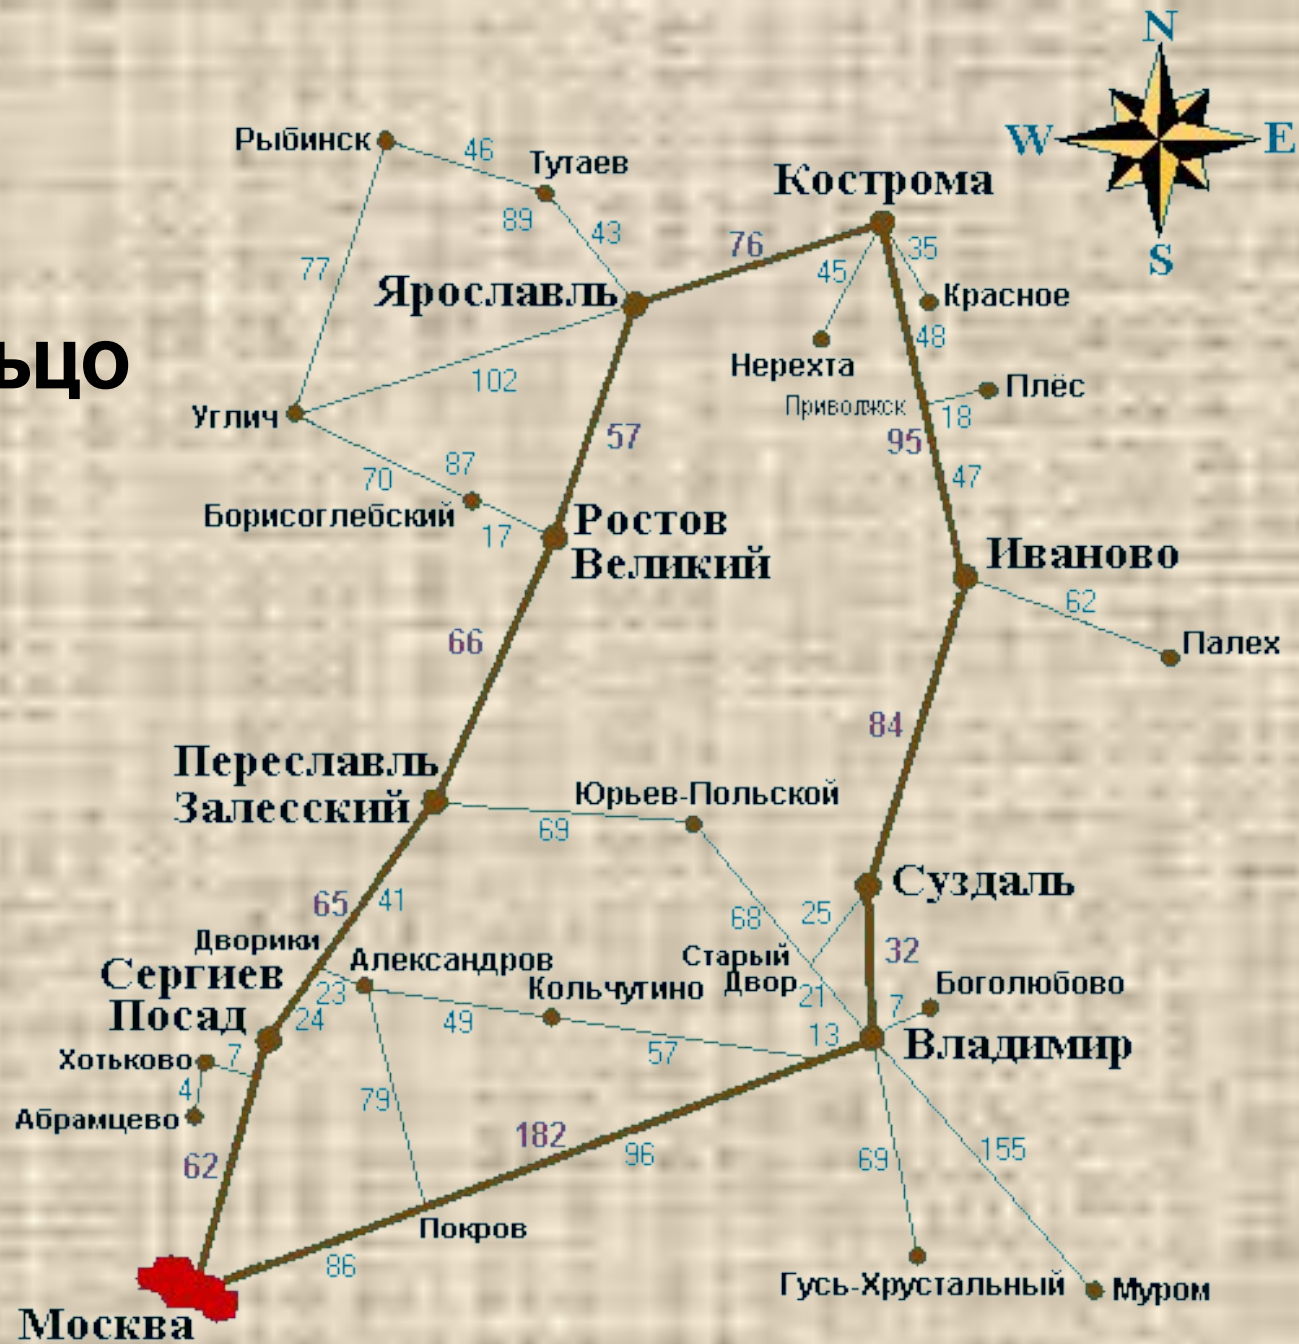 N
W
E
S
Рыбинск
46
Тутаев
Кострома
89
43
76
35
45
77
Ярославль
Красное
48
ьцо
Нерехта
102
Плёс
Приволжск
18
Углич
57
95
87
70
47
Борисоглебский
17
Ростов
Великий
Иваново
62
66
Палех
84
Переславль
Залесский
Юрьев-Польской
69
65
41
Суздаль
68
25
Дворики
Александров
Старый
Двор
32
Сергиев
Посад
23
Кольчугино
21
7
Боголюбово
24
49
13
Владимир
Хотьково
7
57
4
79
Абрамцево
182
96
69
155
62
Покров
86
Гусь-Хрустальный
Муром
Москва